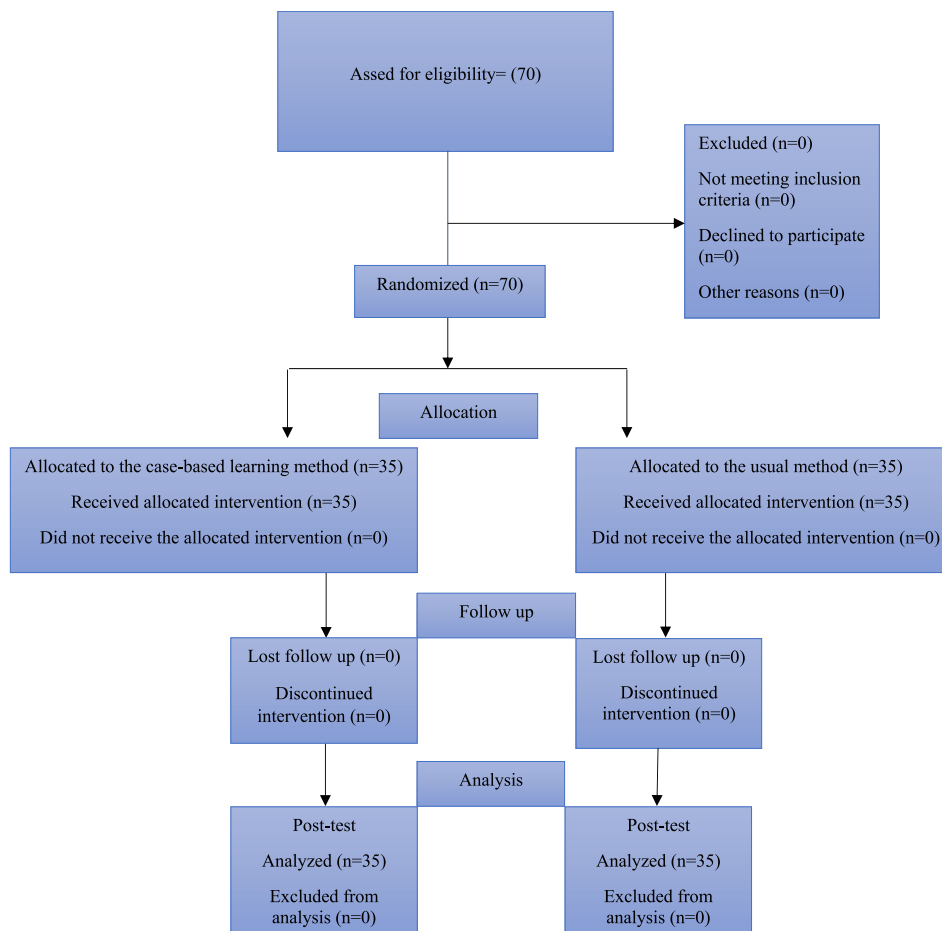 Assed for eligibility= (70)
Excluded (n=0)
Not meeting inclusion
criteria (n=0)
Declined to participate
(n=0)
Other reasons (n=0)
Randomized (n=70)
Allocation
Allocated to the case-based learning method (n=35)
Received allocated intervention (n=35)
Did not receive the allocated intervention (n=0)
Allocated to the usual method (n=35)
Received allocated intervention (n=35)
Did not receive the allocated intervention (n=0)
Follow up
Lost follow up (n=0)
Discontinued
intervention (n=0)
Lost follow up (n=0)
Discontinued
intervention (n=0)
Analysis
Post-test
Analyzed (n=35)
Excluded from
analysis (n=0)
Post-test
Analyzed (n=35)
Excluded from
analysis (n=0)